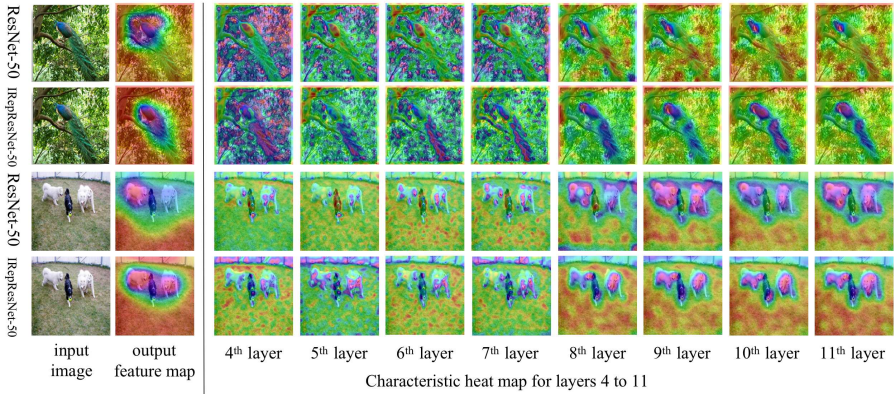 ResNet-50
IRepResNet-50
ResNet-50
IRepResNet-50
input image
output feature map
4th layer
5th layer
6th layer
7th layer
8th layer
9th layer
10th layer
11th layer
Characteristic heat map for layers 4 to 11